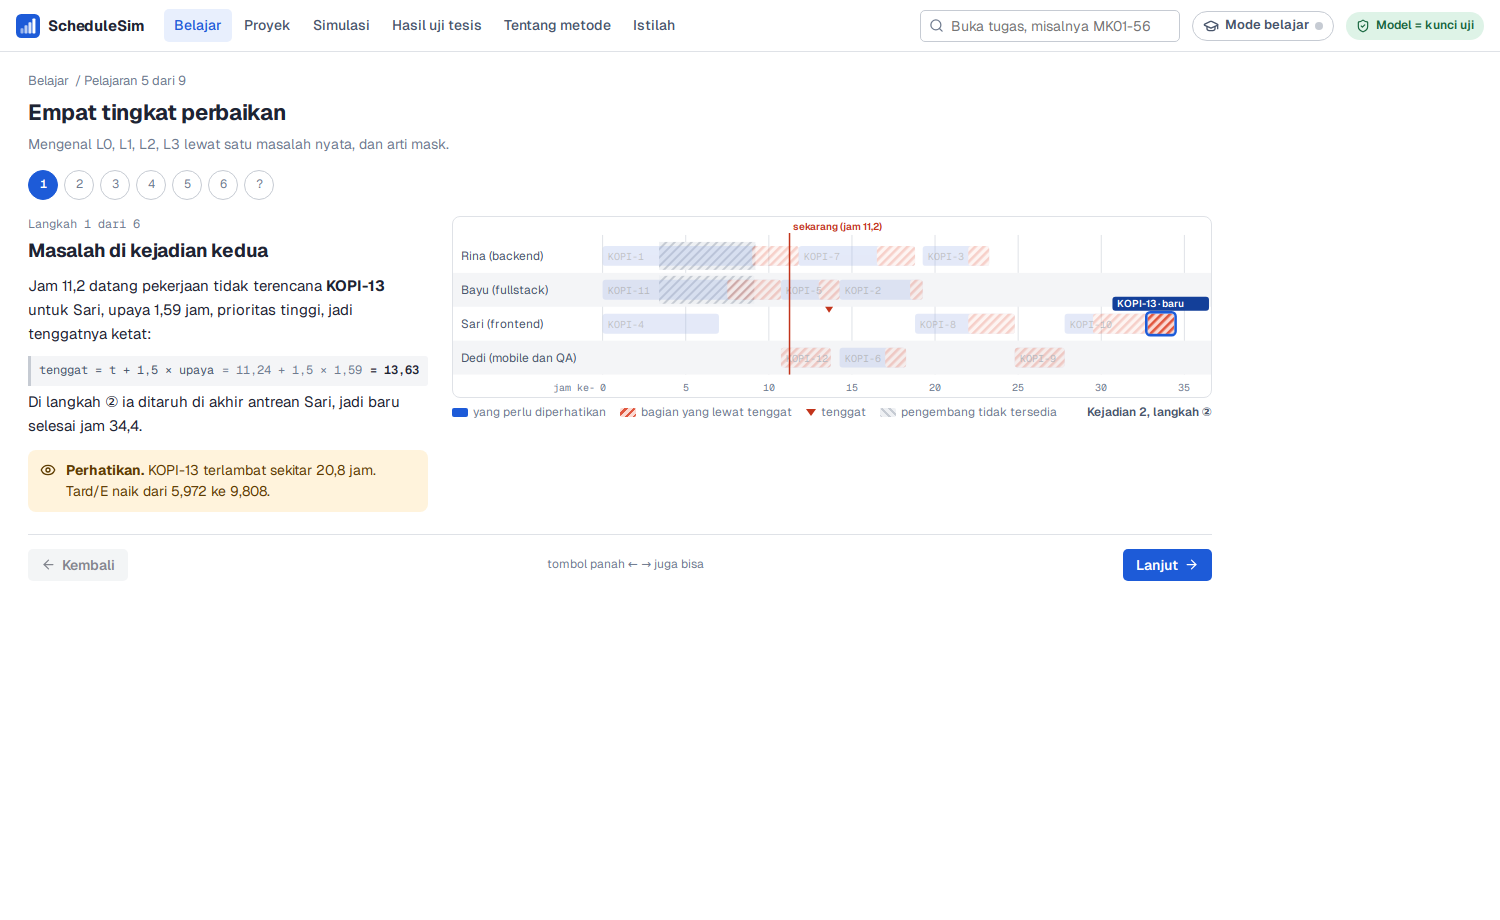 ScheduleSim
Belajar
Proyek
Simulasi
Hasil uji tesis
Tentang metode
Istilah
Buka tugas, misalnya MK01-56
Mode belajar
Model = kunci uji
Belajar / Pelajaran 5 dari 9
Empat tingkat perbaikan
Mengenal L0, L1, L2, L3 lewat satu masalah nyata, dan arti mask.
1 2 3 4 5 6 ?
Langkah 1 dari 6
Masalah di kejadian kedua
Jam 11,2 datang pekerjaan tidak terencana KOPI-13
untuk Sari, upaya 1,59 jam, prioritas tinggi, jadi
tenggatnya ketat:
tenggat = t + 1,5 × upaya = 11,24 + 1,5 × 1,59 = 13,63
Di langkah ② ia ditaruh di akhir antrean Sari, jadi baru
selesai jam 34,4.
Perhatikan. KOPI-13 terlambat sekitar 20,8 jam.
Tard/E naik dari 5,972 ke 9,808.
sekarang (jam 11,2)
Rina (backend)
KOPI-1
KOPI-7
KOPI-3
Bayu (fullstack)
KOPI-11
KOPI-5
KOPI-2
KOPI-13·baru
Sari (frontend)
KOPI-4
KOPI-8
KOPI-10
Dedi (mobile dan QA)
KOPI-12
KOPI-6
KOPI-9
jam ke- 0 5 10 15 20 25 30 35
yang perlu diperhatikan
bagian yang lewat tenggat
tenggat
pengembang tidak tersedia
Kejadian 2, langkah ②
← Kembali
tombol panah ← → juga bisa
Lanjut →